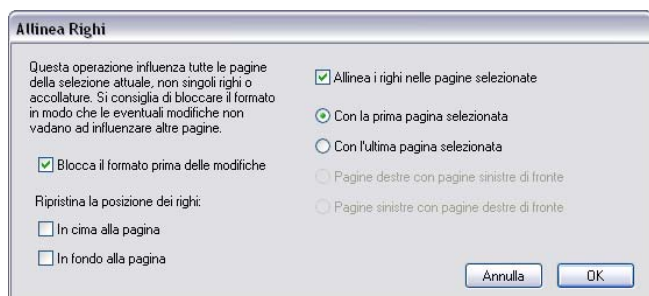 Allinea Righi
Questa operazione influenza tutte le pagine
della selezione attuale, non singoli righi o
accollature. Si consiglia di bloccare il formato
in modo che le eventuali modifiche non
vadano ad influenzare altre pagine.
Blocca il formato prima delle modifiche
Ripristina la posizione dei righi:
In cima alla pagina
In fondo alla pagina
Allinea i righi nelle pagine selezionate
Con la prima pagina selezionata
Con l'ultima pagina selezionata
Pagine destre con pagine sinistre di fronte
Pagine sinistre con pagine destre di fronte
Annulla
OK